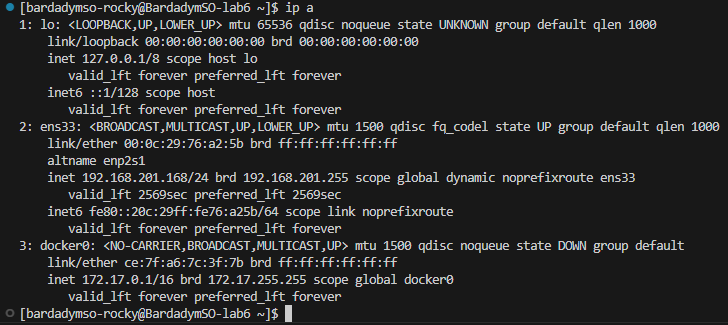 [bardadymso-rocky@BardadymSO-lab6 ~]$ ip a
1: lo: <LOOPBACK,UP,LOWER_UP> mtu 65536 qdisc noqueue state UNKNOWN group default qlen 1000
    link/loopback 00:00:00:00:00:00 brd 00:00:00:00:00:00
    inet 127.0.0.1/8 scope host lo
       valid_lft forever preferred_lft forever
    inet6 ::1/128 scope host
       valid_lft forever preferred_lft forever
2: ens33: <BROADCAST,MULTICAST,UP,LOWER_UP> mtu 1500 qdisc fq_codel state UP group default qlen 1000
    link/ether 00:0c:29:76:a2:5b brd ff:ff:ff:ff:ff:ff
    altname enp2s1
    inet 192.168.201.168/24 brd 192.168.201.255 scope global dynamic noprefixroute ens33
       valid_lft 2569sec preferred_lft 2569sec
    inet6 fe80::20c:29ff:fe76:a25b/64 scope link noprefixroute
       valid_lft forever preferred_lft forever
3: docker0: <NO-CARRIER,BROADCAST,MULTICAST,UP> mtu 1500 qdisc noqueue state DOWN group default
    link/ether ce:7f:a6:7c:3f:7b brd ff:ff:ff:ff:ff:ff
    inet 172.17.0.1/16 brd 172.17.255.255 scope global docker0
       valid_lft forever preferred_lft forever
[bardadymso-rocky@BardadymSO-lab6 ~]$